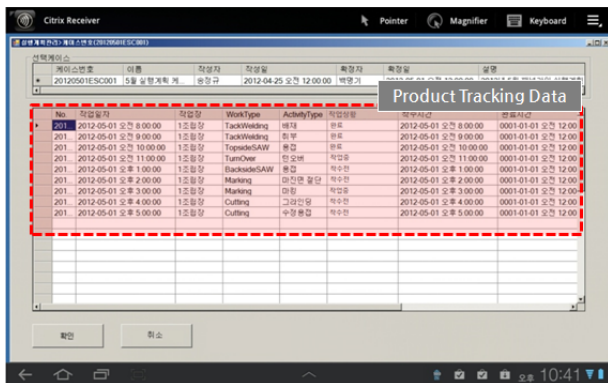 Citrix Receiver Pointer Magnifier Keyboard
실행계획관리> 케이스번호(20120501ESC001)
선택케이스
케이스번호 이름 작성자 작성일 확정자 확정일 설명
20120501ESC001 5월 실행계획 케... 송정규 2012-04-25 오전 12:00:00 백명기
Product Tracking Data
No. 작업일자 작업장 WorkType ActivityType 작업상황 착수시간 완료시간
201... 2012-05-01 오전 8:00:00 1조립장 TackWelding 배재 완료 2012-05-01 오전 8:00:00 0001-01-01 오전 12:00
201... 2012-05-01 오전 9:00:00 1조립장 TackWelding 취부 완료 2012-05-01 오전 9:00:00 0001-01-01 오전 12:00
201... 2012-05-01 오전 10:00:00 1조립장 TopsideSAW 용접 완료 2012-05-01 오전 10:00:00 0001-01-01 오전 12:00
201... 2012-05-01 오전 11:00:00 1조립장 TurnOver 턴오버 작업중 2012-05-01 오전 11:00:00 0001-01-01 오전 12:00
201... 2012-05-01 오후 1:00:00 1조립장 BacksideSAW 용접 착수전 2012-05-01 오후 1:00:00 0001-01-01 오전 12:00
201... 2012-05-01 오후 2:00:00 1조립장 Marking 마진면 절단 착수전 2012-05-01 오후 2:00:00 0001-01-01 오전 12:00
201... 2012-05-01 오후 3:00:00 1조립장 Marking 마킹 작업중 2012-05-01 오후 3:00:00 0001-01-01 오전 12:00
201... 2012-05-01 오후 4:00:00 1조립장 Cutting 그라인딩 착수전 2012-05-01 오후 4:00:00 0001-01-01 오전 12:00
201... 2012-05-01 오후 5:00:00 1조립장 Cutting 수정용접 착수전 2012-05-01 오후 5:00:00 0001-01-01 오전 12:00
확인 취소
오후 10:41